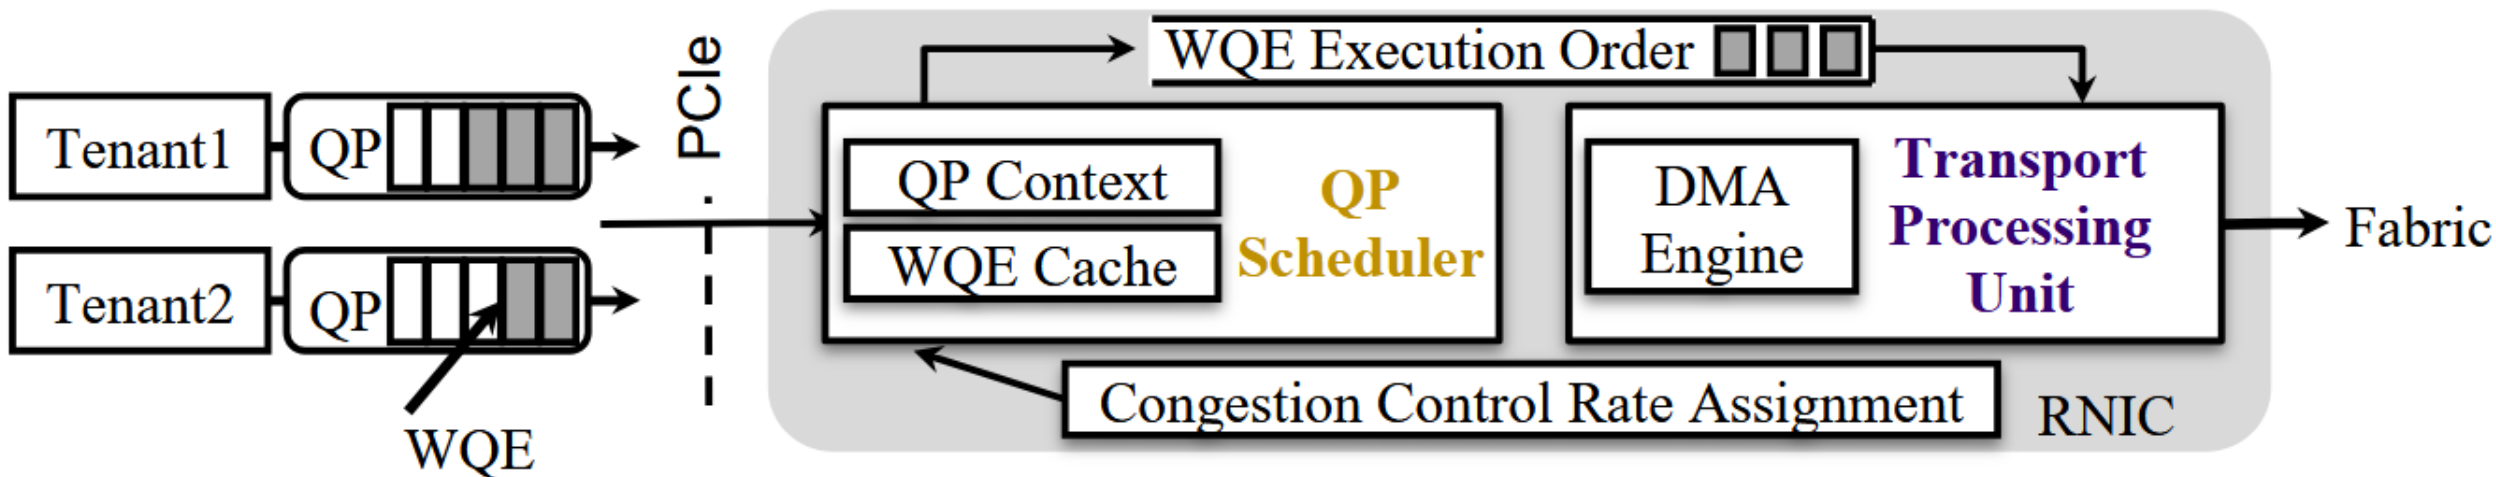 Tenant1
QP
Tenant2
QP
WQE
PCIe
WQE Execution Order
QP Context
WQE Cache
QP
Scheduler
DMA
Engine
Transport
Processing
Unit
Congestion Control Rate Assignment
RNIC
Fabric